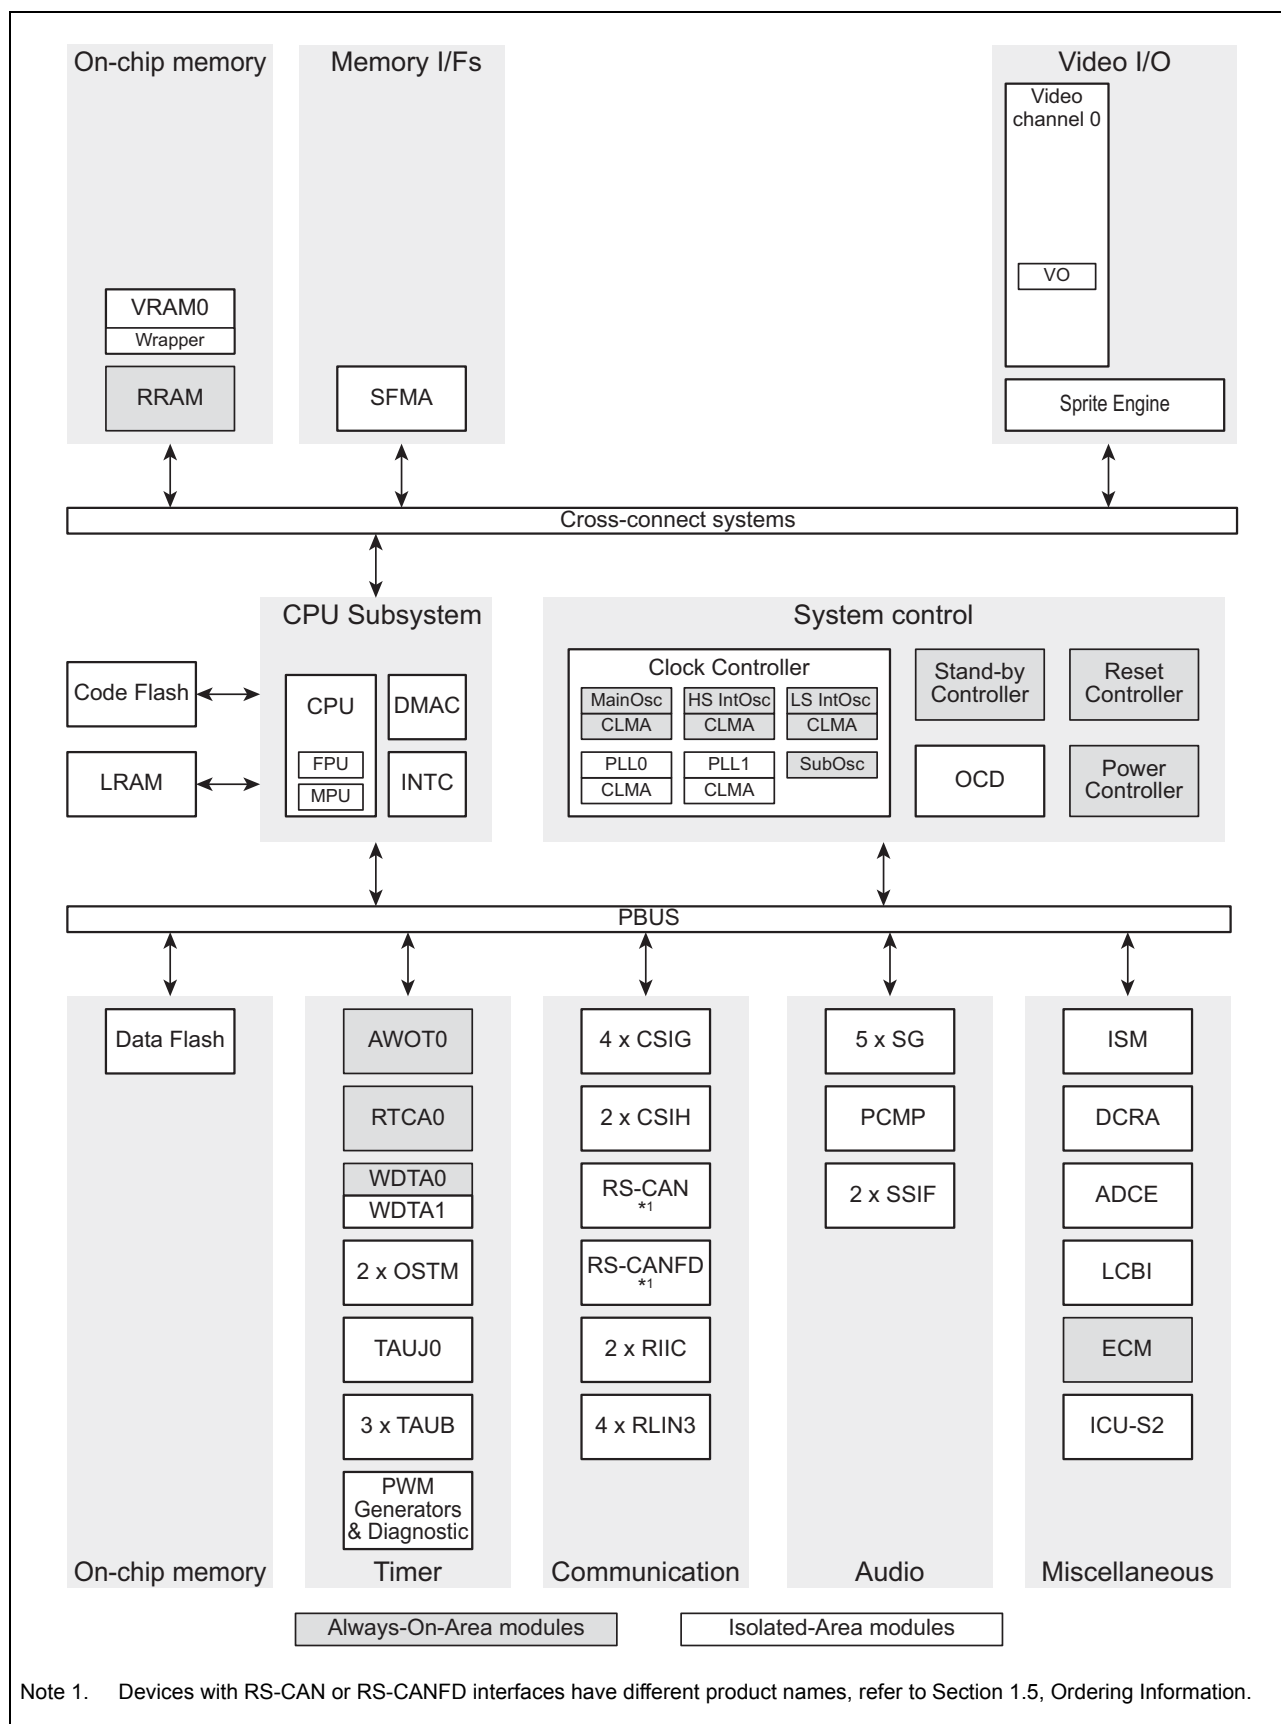 On-chip memory
Memory I/Fs
Video I/O
Video
channel 0
VO
VRAM0
Wrapper
RRAM
SFMA
Sprite Engine
Cross-connect systems
CPU Subsystem
System control
Code Flash
LRAM
CPU
FPU
MPU
DMAC
INTC
Clock Controller
MainOsc
CLMA
HS IntOsc
CLMA
LS IntOsc
CLMA
PLL0
CLMA
PLL1
CLMA
SubOsc
Stand-by
Controller
Reset
Controller
OCD
Power
Controller
PBUS
Data Flash
On-chip memory
AWOT0
RTCA0
WDTA0
WDTA1
2 x OSTM
TAUJ0
3 x TAUB
PWM
Generators
& Diagnostic
Timer
4 x CSIG
2 x CSIH
RS-CAN
*1
RS-CANFD
*1
2 x RIIC
4 x RLIN3
Communication
5 x SG
PCMP
2 x SSIF
Audio
ISM
DCRA
ADCE
LCBI
ECM
ICU-S2
Miscellaneous
Always-On-Area modules
Isolated-Area modules
Note 1. Devices with RS-CAN or RS-CANFD interfaces have different product names, refer to Section 1.5, Ordering Information.